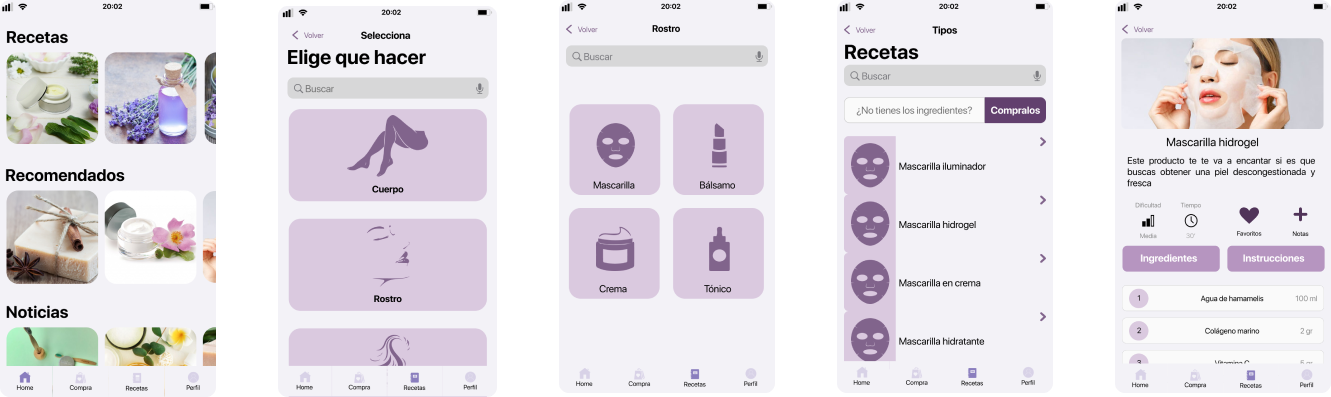 20:02
Recetas
Recomendados
Noticias
Home
Compra
Recetas
Perfil
20:02
Volver
Selecciona
Elige que hacer
Buscar
Cuerpo
Rostro
Home
Compra
Recetas
Perfil
20:02
Volver
Rostro
Buscar
Mascarilla
Bálsamo
Crema
Tónico
Home
Compra
Recetas
Perfil
20:02
Volver
Tipos
Recetas
Buscar
¿No tienes los ingredientes?
Compralos
Mascarilla iluminador
Mascarilla hidrogel
Mascarilla en crema
Mascarilla hidratante
Home
Compra
Recetas
Perfil
20:02
Volver
Mascarilla hidrogel
Este producto te te va a encantar si es que
buscas obtener una piel descongestionada y
fresca
Dificultad
Tiempo
Media
30'
Favoritos
Notas
Ingredientes
Instrucciones
1 Agua de hamamelis 100 ml
2 Colágeno marino 2 gr
3 Vitamina C
Home
Compra
Recetas
Perfil